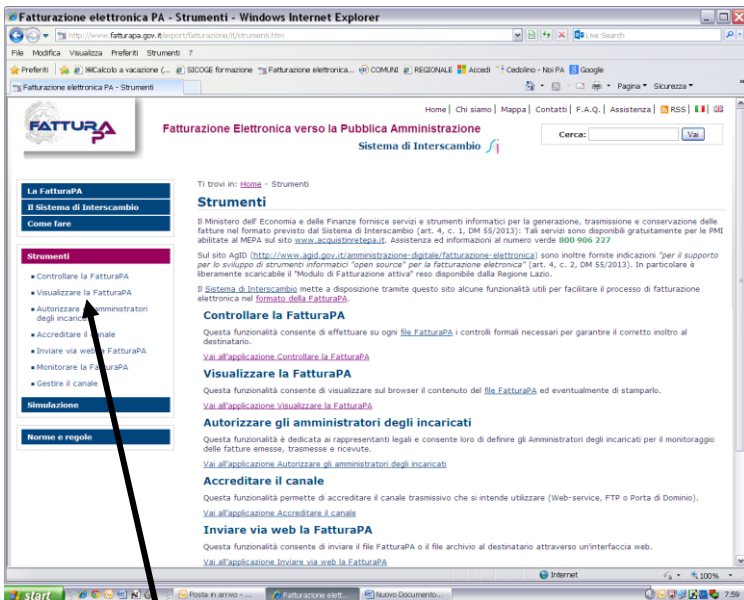 Fatturazione elettronica PA - Strumenti - Windows Internet Explorer
http://www.fatturapa.gov.it/export/fatturazione/it/strumenti.htm
Live Search
File Modifica Visualizza Preferiti Strumenti ?
Preferiti Calcolo a vacazione (... SICOGE formazione Fatturazione elettronica... COMUNI REGIONALE Accedi Cedolino - Noi PA Google
Fatturazione elettronica PA - Strumenti
Pagina Sicurezza
Home | Chi siamo | Mappa | Contatti | F.A.Q. | Assistenza | RSS |
FATTURAPA
Fatturazione Elettronica verso la Pubblica Amministrazione
Sistema di Interscambio
Cerca: Vai
La FatturaPA
Il Sistema di Interscambio
Come fare
Strumenti
Controllare la FatturaPA
Visualizzare la FatturaPA
Autorizzare amministratori
degli incaricati
Accreditare il canale
Inviare via web la FatturaPA
Monitorare la FatturaPA
Gestire il canale
Simulazione
Norme e regole
Ti trovi in: Home - Strumenti
Strumenti
Il Ministero dell' Economia e delle Finanze fornisce servizi e strumenti informatici per la generazione, trasmissione e conservazione delle
fatture nel formato previsto dal Sistema di Interscambio (art. 4, c. 1, DM 55/2013): Tali servizi sono disponibili gratuitamente per le PMI
abilitate al MEPA sul sito www.acquistinretepa.it. Assistenza ed informazioni al numero verde 800 906 227
Sul sito AgID (http://www.agid.gov.it/amministrazione-digitale/fatturazione-elettronica) sono inoltre fornite indicazioni "per il supporto
per lo sviluppo di strumenti informatici "open source" per la fatturazione eletronica" (art. 4, c. 2, DM 55/2013). In particolare è
liberamente scaricabile il "Modulo di Fatturazione attiva" reso disponibile dalla Regione Lazio.
Il Sistema di Interscambio mette a disposizione tramite questo sito alcune funzionalità utili per facilitare il processo di fatturazione
elettronica nel formato della FatturaPA.
Controllare la FatturaPA
Questa funzionalità consente di effettuare su ogni file FatturaPA i controlli formali necessari per garantire il corretto inoltro al
destinatario.
Vai all'applicazione Controllare la FatturaPA
Visualizzare la FatturaPA
Questa funzionalità consente di visualizzare sul browser il contenuto del file FatturaPA ed eventualmente di stamparlo.
Vai all'applicazione Visualizzare la FatturaPA
Autorizzare gli amministratori degli incaricati
Questa funzionalità è dedicata ai rappresentanti legali e consente loro di definire gli Amministratori degli incaricati per il monitoraggio
delle fatture emesse, trasmesse e ricevute.
Vai all'applicazione Autorizzare gli amministratori degli incaricati
Accreditare il canale
Questa funzionalità permette di accreditare il canale trasmissivo che si intende utilizzare (Web-service, FTP o Porta di Dominio).
Vai all'applicazione Accreditare il canale
Inviare via web la FatturaPA
Questa funzionalità consente di inviare il file FatturaPA o il file archivio al destinatario attraverso un'interfaccia web.
Vai all'applicazione Inviare via web la FatturaPA
Internet 100%
start Posta in arrivo - ... Fatturazione elett... Nuovo Documento... 7.59